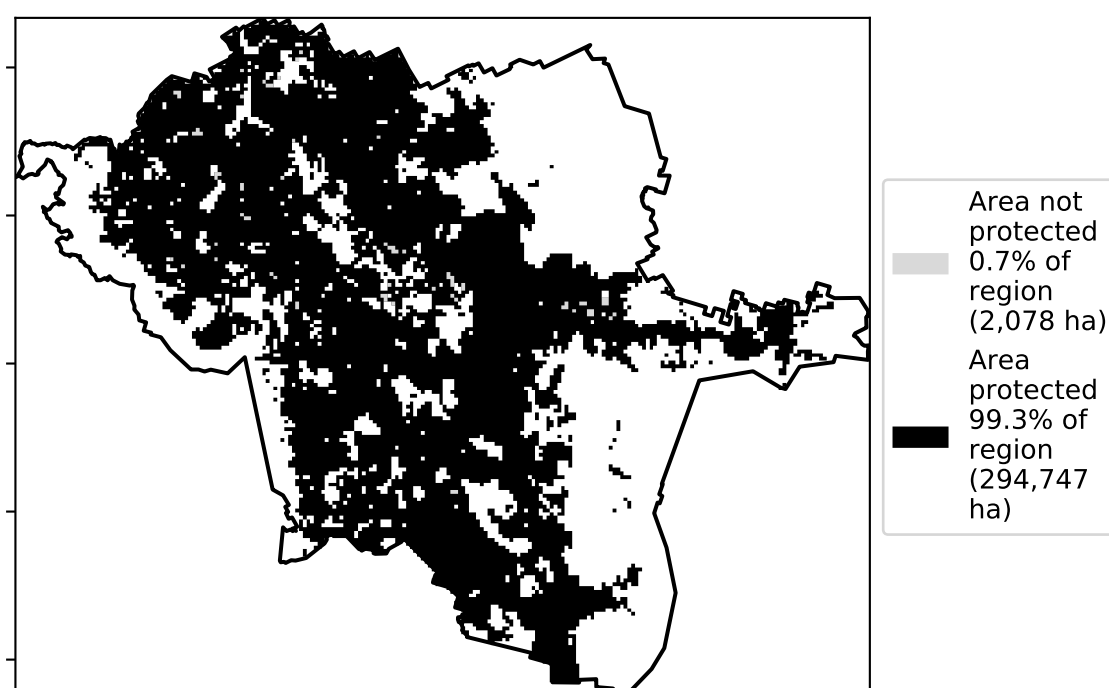 Area not
protected
0.7% of
region
(2,078 ha)
Area
protected
99.3% of
region
(294,747
ha)